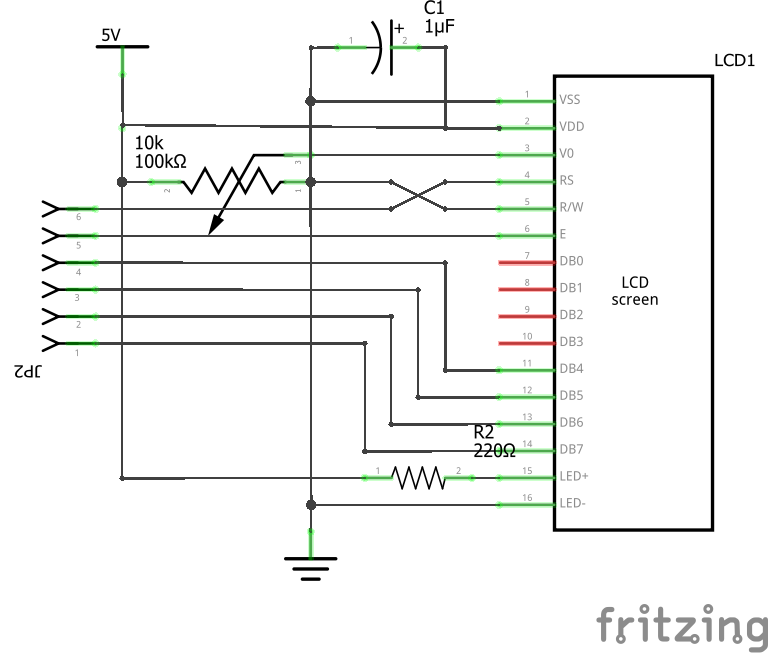 C1
1µF
+
1
2
5V
LCD1
10k
100kΩ
2
1
3
1 VSS
2 VDD
3 V0
4 RS
5 R/W
6 E
7 DB0
8 DB1
9 DB2
10 DB3
11 DB4
12 DB5
13 DB6
14 DB7
15 LED+
16 LED-
LCD
screen
6
5
4
3
2
1
JP2
R2
220Ω
1
2
fritzing